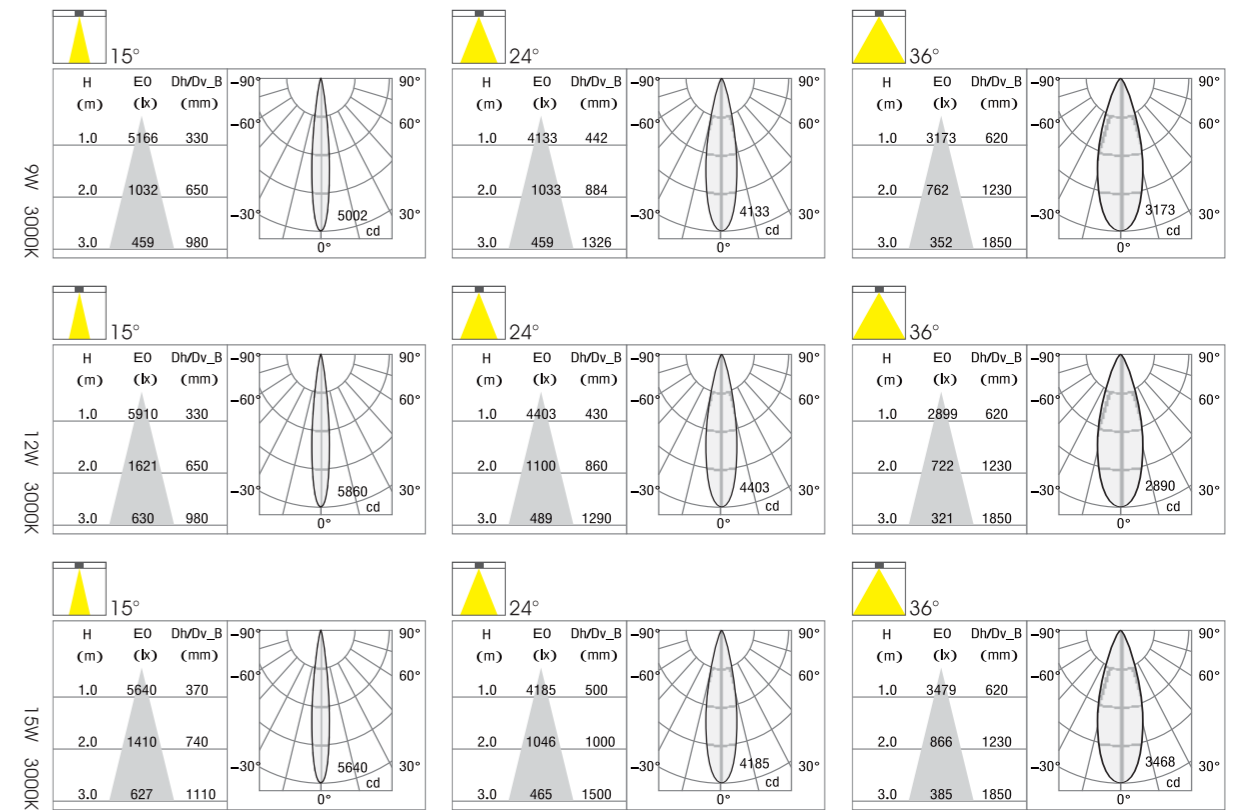 15°
24°
36°
9W 3000K
H E0 Dh/Dv_B
(m) (lx) (mm)
1.0 5166 330
2.0 1032 650
3.0 459 980
-90° 90°
-60° 60°
-30° 30°
5002
cd
0°
H E0 Dh/Dv_B
(m) (lx) (mm)
1.0 4133 442
2.0 1033 884
3.0 459 1326
-90° 90°
-60° 60°
-30° 30°
4133
cd
0°
H E0 Dh/Dv_B
(m) (lx) (mm)
1.0 3173 620
2.0 762 1230
3.0 352 1850
-90° 90°
-60° 60°
-30° 30°
3173
cd
0°
15°
24°
36°
12W 3000K
H E0 Dh/Dv_B
(m) (lx) (mm)
1.0 5910 330
2.0 1621 650
3.0 630 980
-90° 90°
-60° 60°
-30° 30°
5860
cd
0°
H E0 Dh/Dv_B
(m) (lx) (mm)
1.0 4403 430
2.0 1100 860
3.0 489 1290
-90° 90°
-60° 60°
-30° 30°
4403
cd
0°
H E0 Dh/Dv_B
(m) (lx) (mm)
1.0 2899 620
2.0 722 1230
3.0 321 1850
-90° 90°
-60° 60°
-30° 30°
2890
cd
0°
15°
24°
36°
15W 3000K
H E0 Dh/Dv_B
(m) (lx) (mm)
1.0 5640 370
2.0 1410 740
3.0 627 1110
-90° 90°
-60° 60°
-30° 30°
5640
cd
0°
H E0 Dh/Dv_B
(m) (lx) (mm)
1.0 4185 500
2.0 1046 1000
3.0 465 1500
-90° 90°
-60° 60°
-30° 30°
4185
cd
0°
H E0 Dh/Dv_B
(m) (lx) (mm)
1.0 3479 620
2.0 866 1230
3.0 385 1850
-90° 90°
-60° 60°
-30° 30°
3468
cd
0°